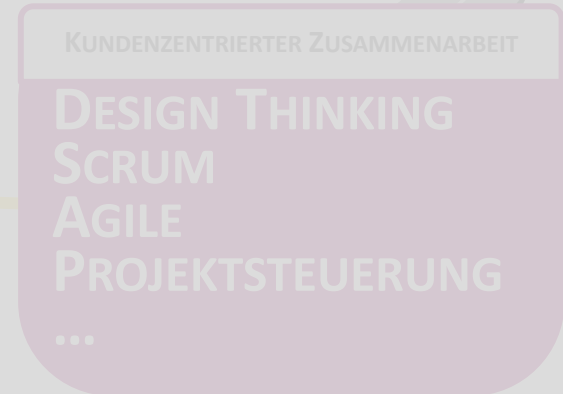 KUNDENZENTRIERTER ZUSAMMENARBEIT
DESIGN THINKING
SCRUM
AGILE
PROJEKTSTEUERUNG
...